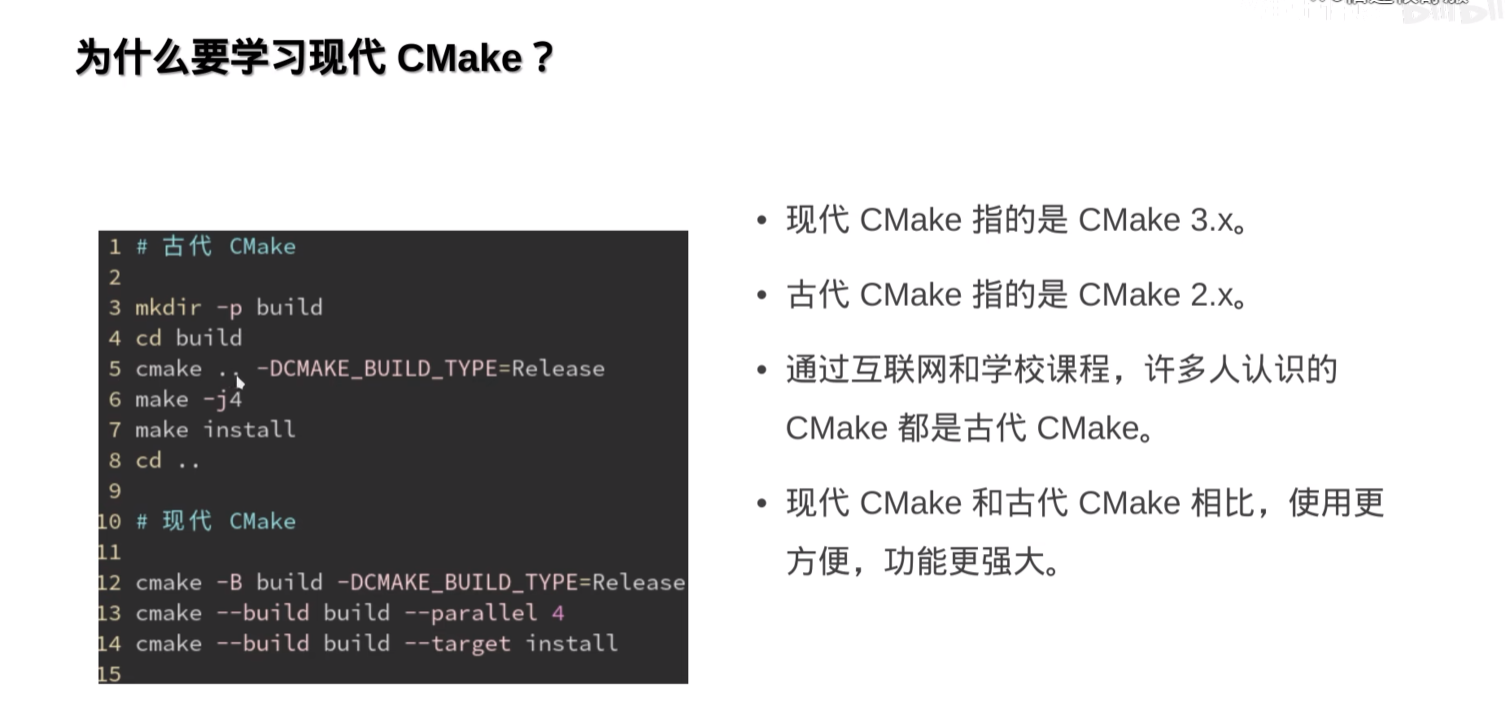 为什么要学习现代 CMake？
1 # 古代 CMake
2
3 mkdir -p build
4 cd build
5 cmake .. -DCMAKE_BUILD_TYPE=Release
6 make -j4
7 make install
8 cd ..
9
10 # 现代 CMake
11
12 cmake -B build -DCMAKE_BUILD_TYPE=Release
13 cmake --build build --parallel 4
14 cmake --build build --target install
15
• 现代 CMake 指的是 CMake 3.x。
• 古代 CMake 指的是 CMake 2.x。
• 通过互联网和学校课程，许多人认识的
CMake 都是古代 CMake。
• 现代 CMake 和古代 CMake 相比，使用更
方便，功能更强大。